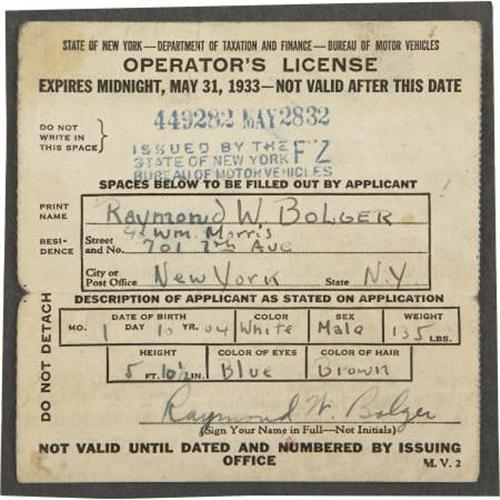 STATE OF NEW YORK — DEPARTMENT OF TAXATION AND FINANCE — BUREAU OF MOTOR VEHICLES
OPERATOR'S LICENSE
EXPIRES MIDNIGHT, MAY 31, 1933—NOT VALID AFTER THIS DATE
DO NOT WRITE IN THIS SPACE
449282 MAY2832
ISSUED BY THE
STATE OF NEW YORK FZ
BUREAU OF MOTOR VEHICLES
SPACES BELOW TO BE FILLED OUT BY APPLICANT
PRINT NAME Raymond W. BOLGER
℅ Wm. Morris
RESIDENCE Street and No. 701 7th Ave
City or Post Office New York State N.Y.
DO NOT DETACH
DESCRIPTION OF APPLICANT AS STATED ON APPLICATION
DATE OF BIRTH COLOR SEX WEIGHT
MO. 1 DAY 10 YR. 04 White Male 135 LBS.
HEIGHT COLOR OF EYES COLOR OF HAIR
5 FT. 10½ IN. Blue Brown
Raymond W. Bolger
(Sign Your Name in Full—Not Initials)
NOT VALID UNTIL DATED AND NUMBERED BY ISSUING
OFFICE M.V. 2